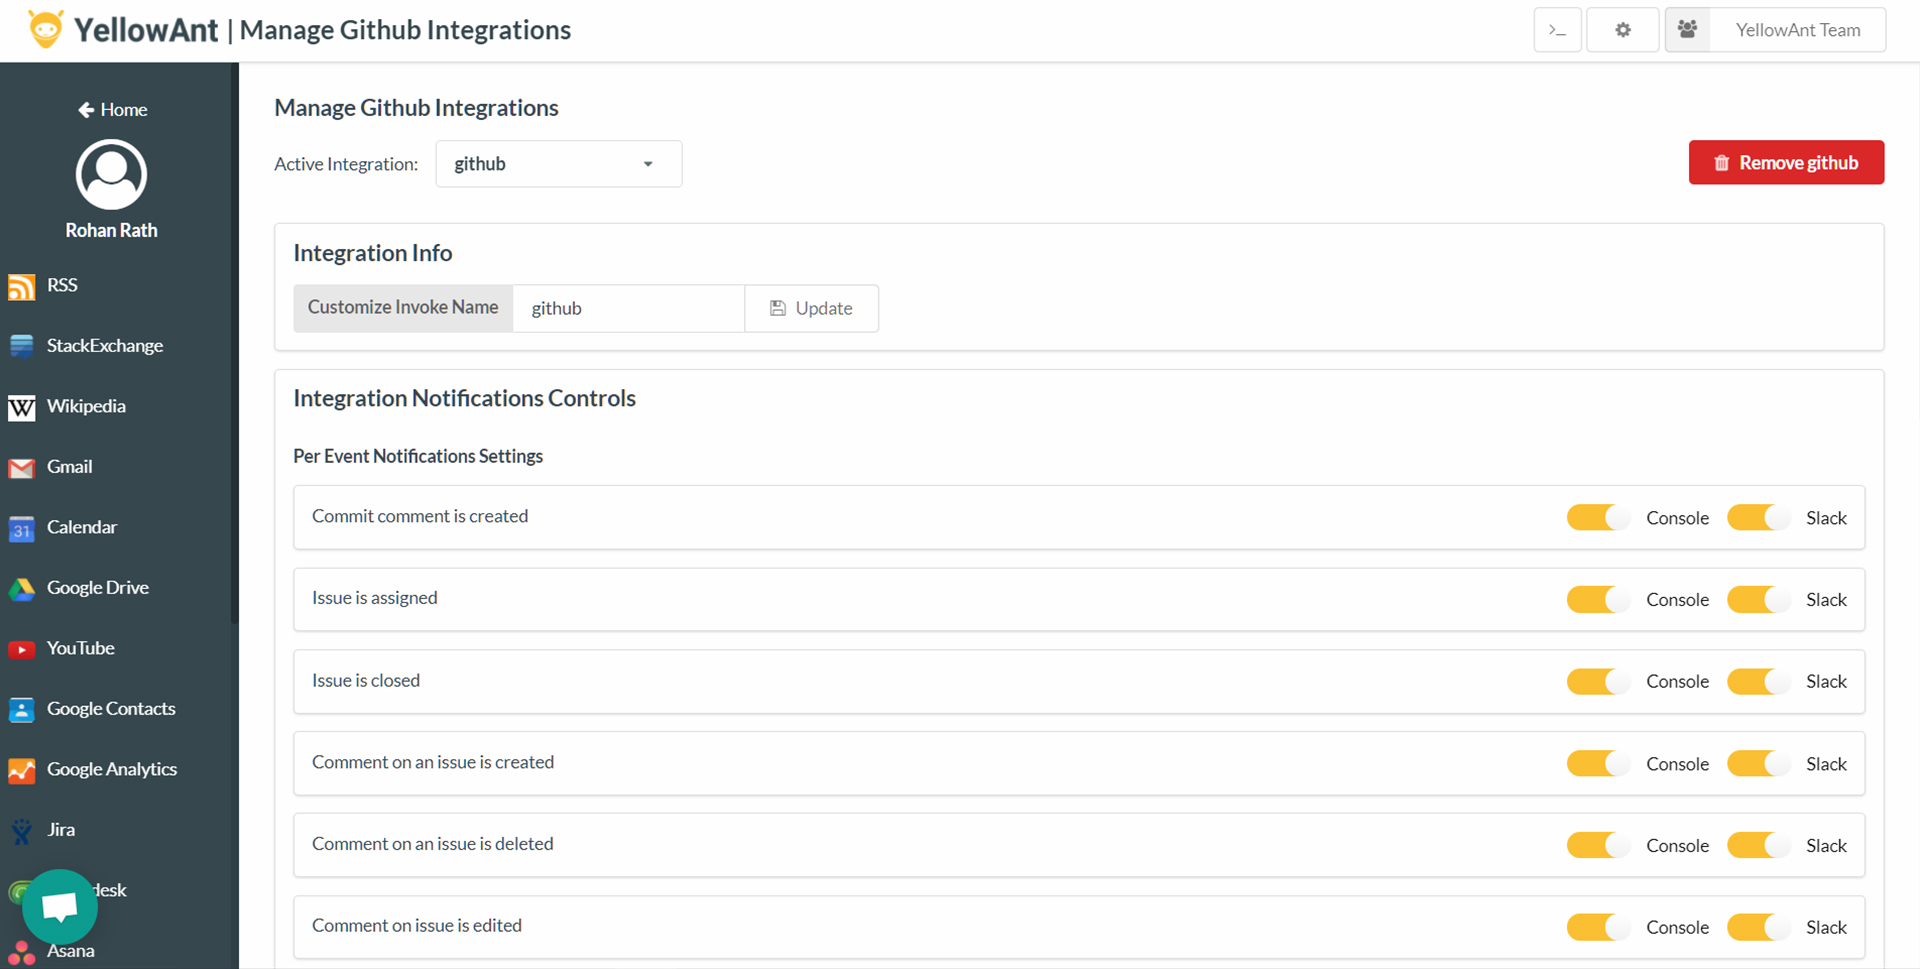 YellowAnt | Manage Github Integrations
>_
YellowAnt Team
Home
Rohan Rath
RSS
StackExchange
W Wikipedia
Gmail
31 Calendar
Google Drive
YouTube
Google Contacts
Google Analytics
Jira
desk
Asana
Manage Github Integrations
Active Integration: github
Remove github
Integration Info
Customize Invoke Name github Update
Integration Notifications Controls
Per Event Notifications Settings
Commit comment is created Console Slack
Issue is assigned Console Slack
Issue is closed Console Slack
Comment on an issue is created Console Slack
Comment on an issue is deleted Console Slack
Comment on issue is edited Console Slack